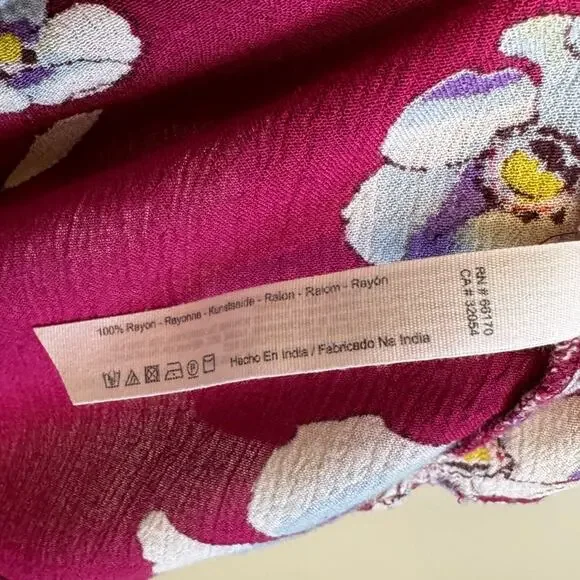 100% Rayon - Rayonne - Kunstseide - Raion - Raiom - Rayón
Hecho En India / Fabricado Na India
RN # 66170
CA # 32054